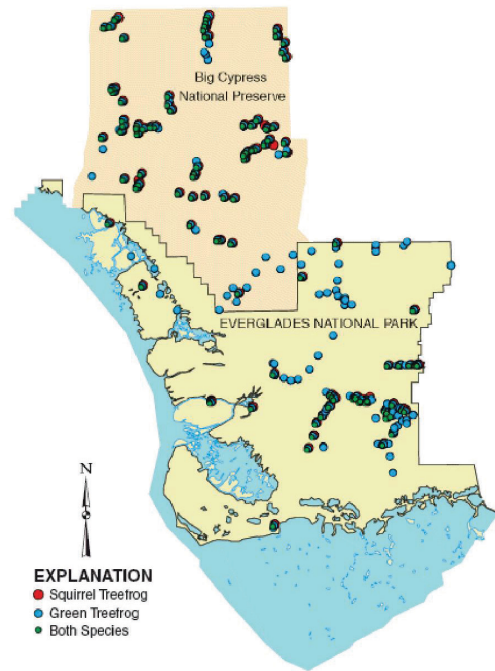 Big Cypress
National Preserve
EVERGLADES NATIONAL PARK
N
EXPLANATION
Squirrel Treefrog
Green Treefrog
Both Species